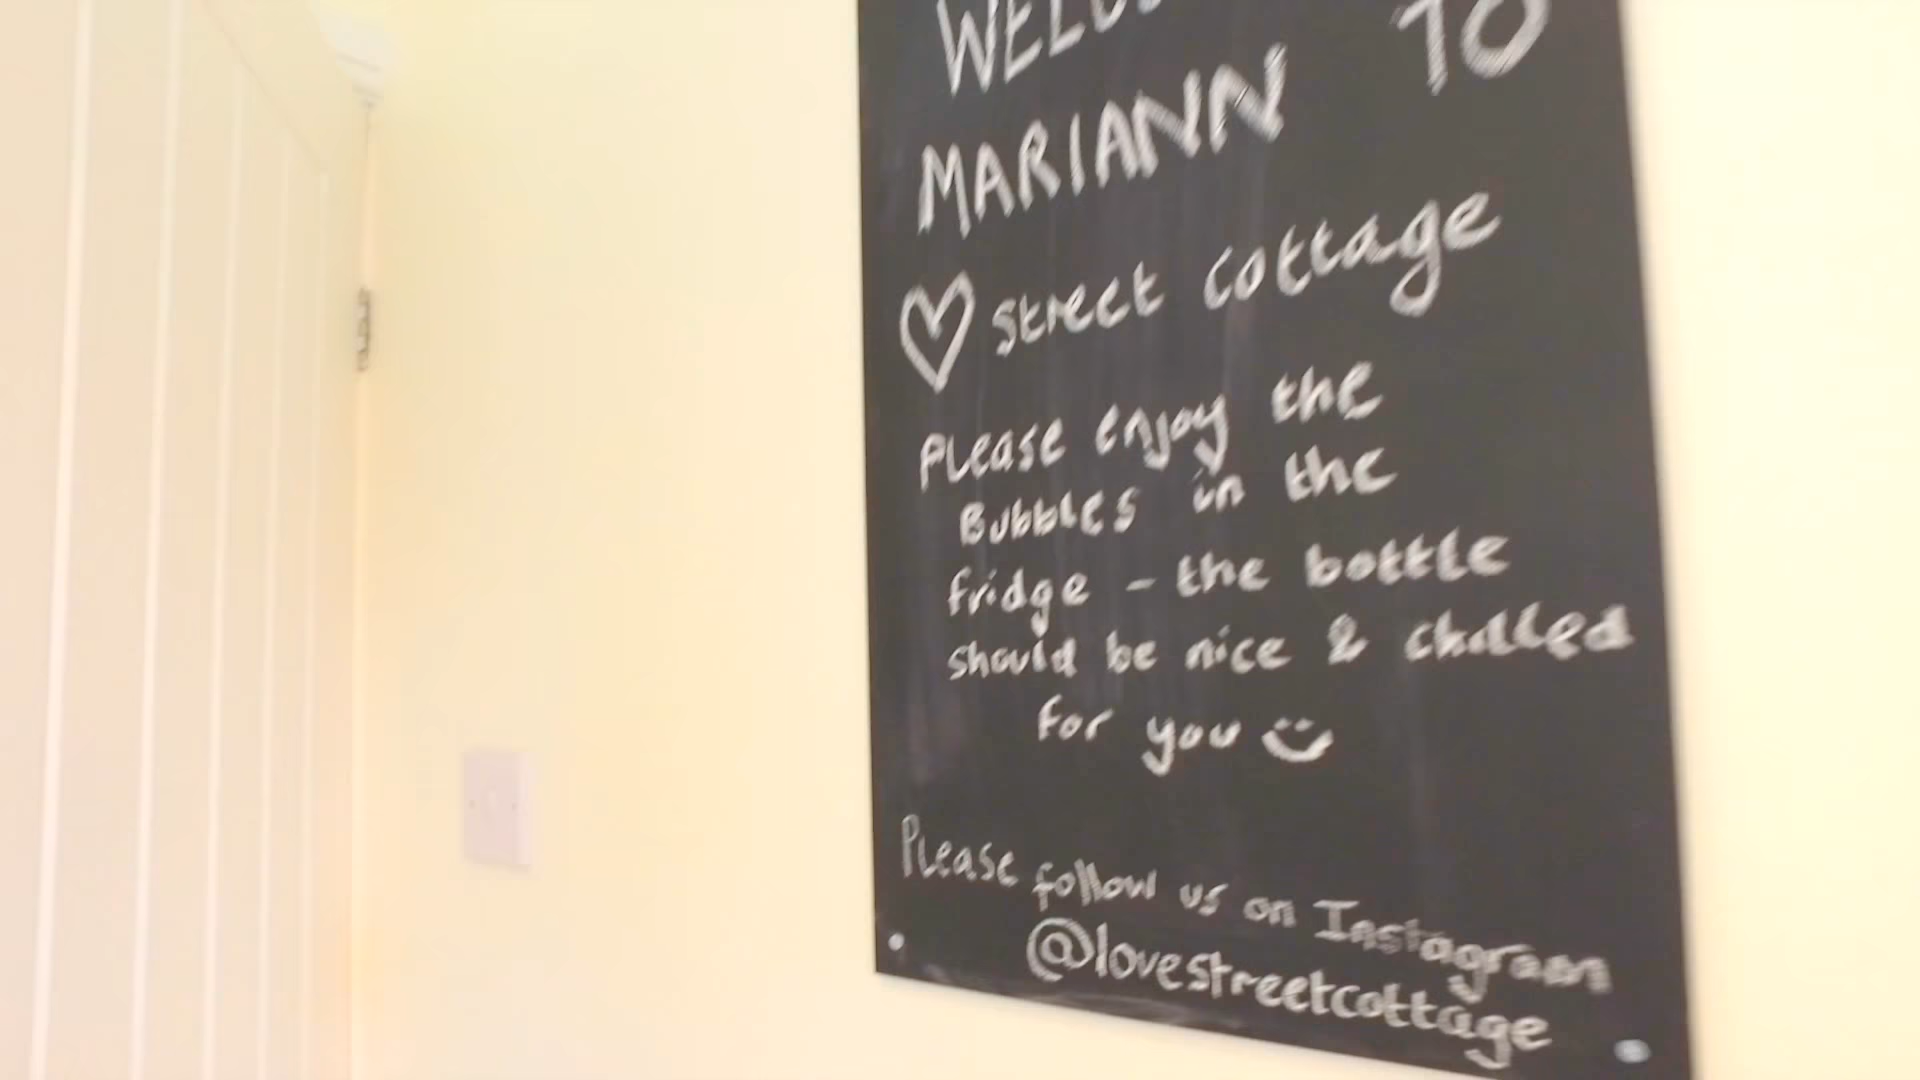 MARIANN TO
street cottage
Please enjoy the
Bubbles in the
fridge - the bottle
should be nice & chilled
for you
Please follow us on Instagram
@lovestreetcottage